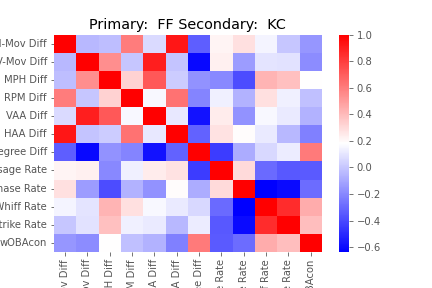 Primary: FF Secondary: KC
-Mov Diff
-Mov Diff
MPH Diff
RPM Diff
VAA Diff
HAA Diff
egree Diff
sage Rate
hase Rate
Whiff Rate
trike Rate
wOBAcon
1.0
0.8
0.6
0.4
0.2
0.0
−0.2
−0.4
−0.6
ov Diff
ov Diff
H Diff
M Diff
A Diff
A Diff
e Diff
e Rate
e Rate
ff Rate
e Rate
BAcon